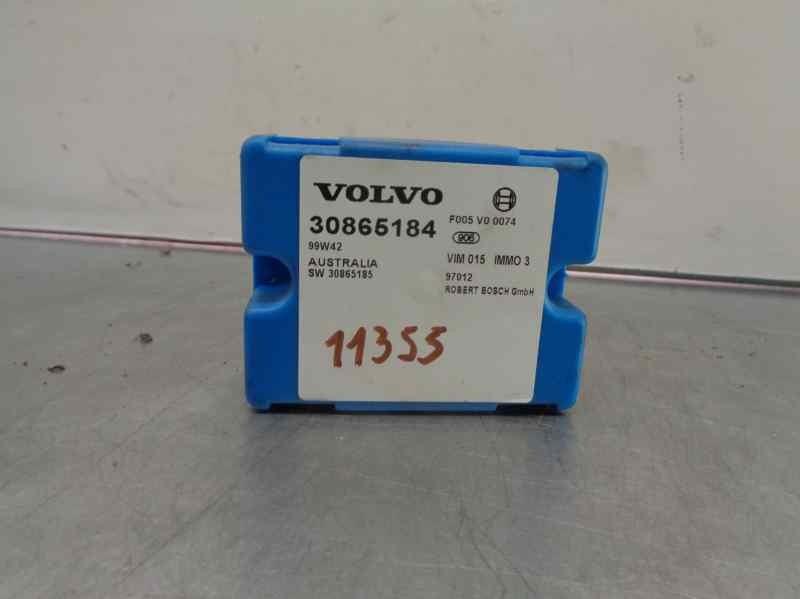 VOLVO
30865184
99W42
AUSTRALIA
SW 30865185
F005 V0 0074
906
VIM 015 IMMO 3
97012
ROBERT BOSCH GmbH
11355